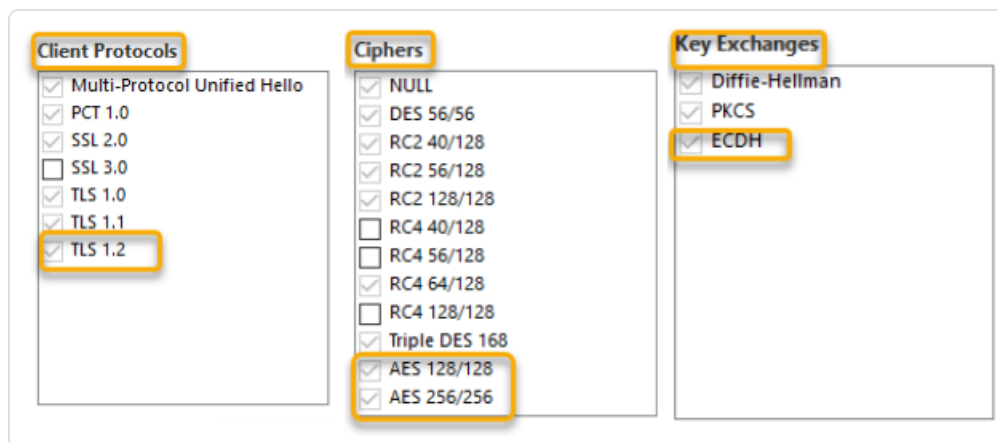 Client Protocols
Multi-Protocol Unified Hello
PCT 1.0
SSL 2.0
SSL 3.0
TLS 1.0
TLS 1.1
TLS 1.2
Ciphers
NULL
DES 56/56
RC2 40/128
RC2 56/128
RC2 128/128
RC4 40/128
RC4 56/128
RC4 64/128
RC4 128/128
Triple DES 168
AES 128/128
AES 256/256
Key Exchanges
Diffie-Hellman
PKCS
ECDH